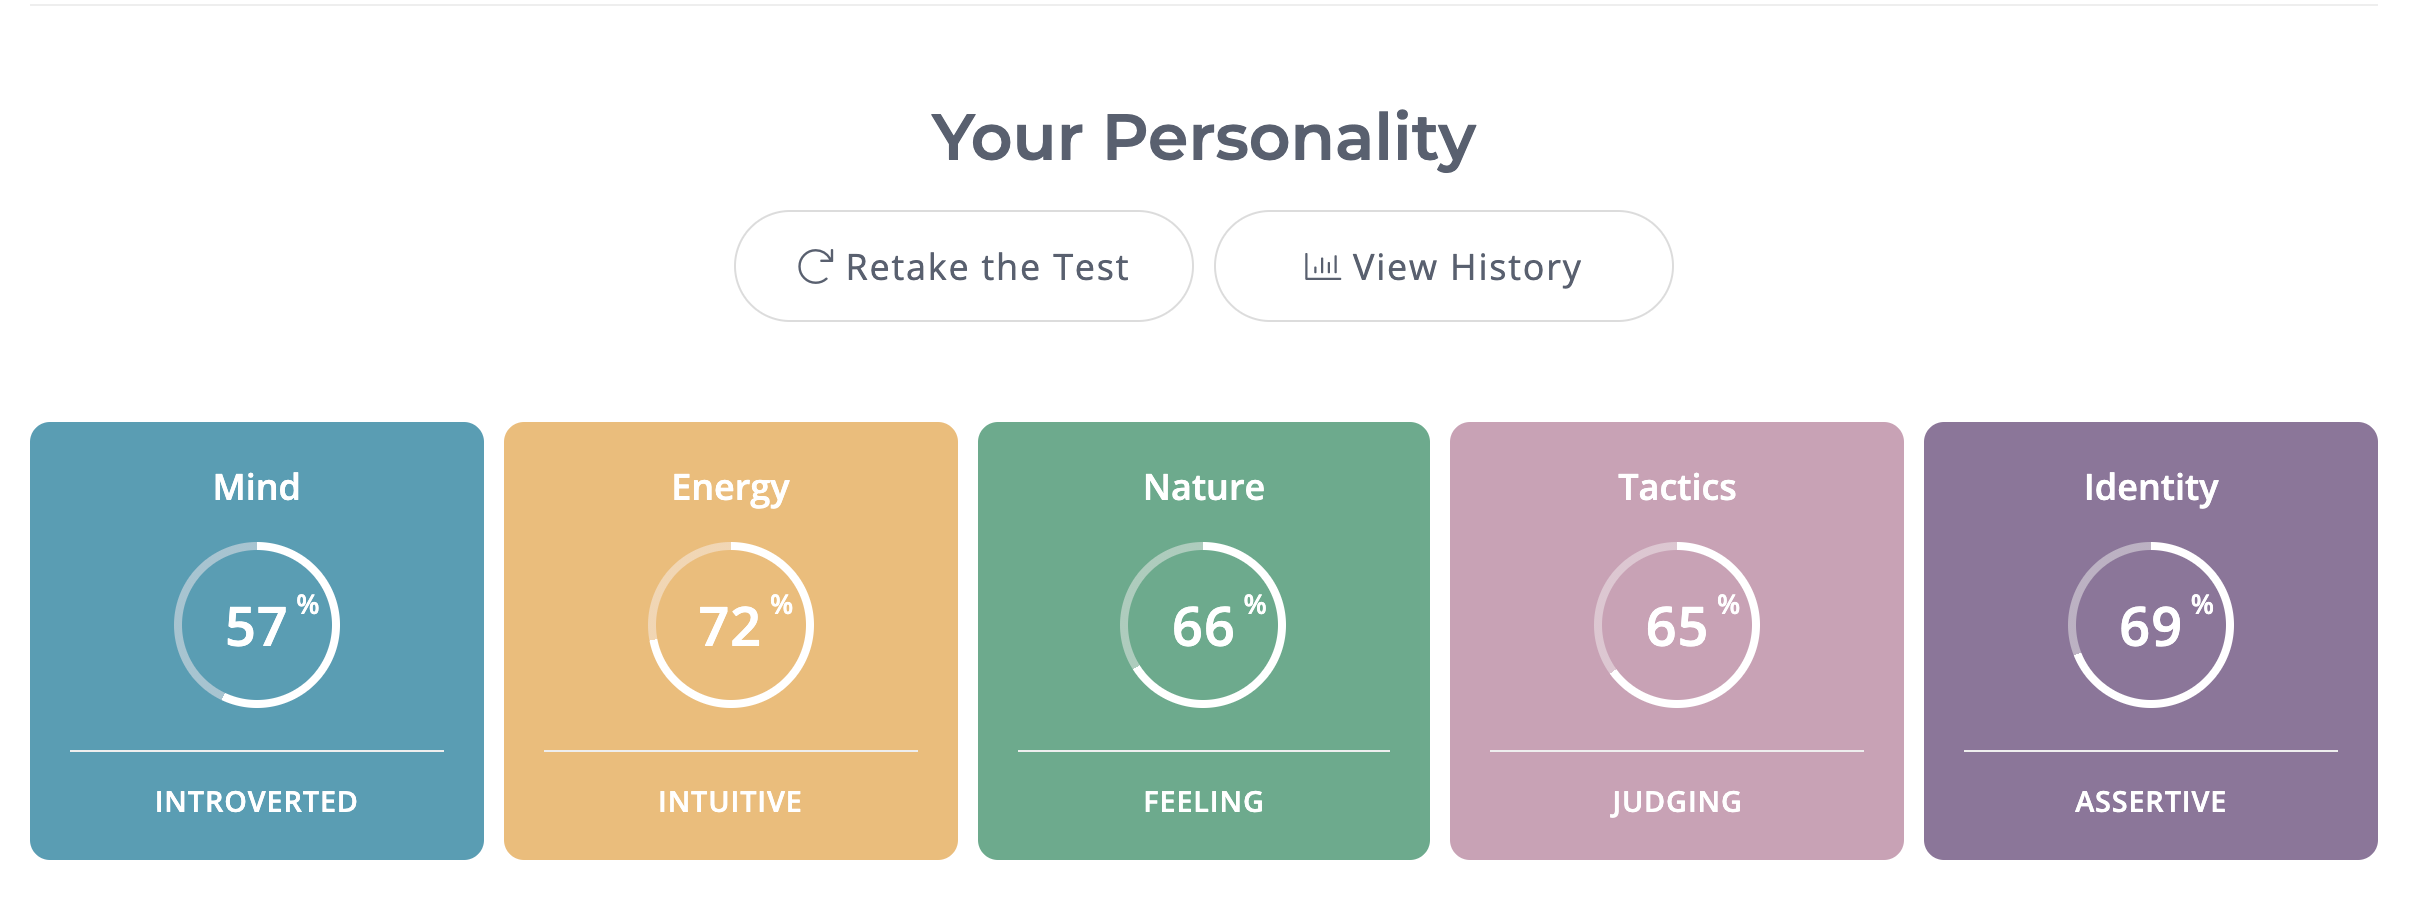 Your Personality
Retake the Test
View History
Mind
57 %
INTROVERTED
Energy
72 %
INTUITIVE
Nature
66 %
FEELING
Tactics
65 %
JUDGING
Identity
69 %
ASSERTIVE